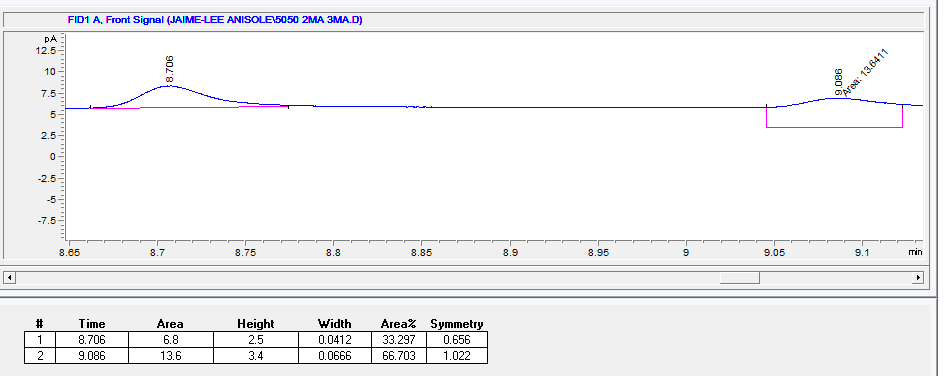 FID1 A, Front Signal (JAIME-LEE ANISOLE\5050 2MA 3MA.D)
pA
12.5
10
7.5
5
2.5
0
-2.5
-5
-7.5
8.706
9.086
Area: 13.6411
8.65 8.7 8.75 8.8 8.85 8.9 8.95 9 9.05 9.1 min
# Time Area Height Width Area% Symmetry
1 8.706 6.8 2.5 0.0412 33.297 0.656
2 9.086 13.6 3.4 0.0666 66.703 1.022